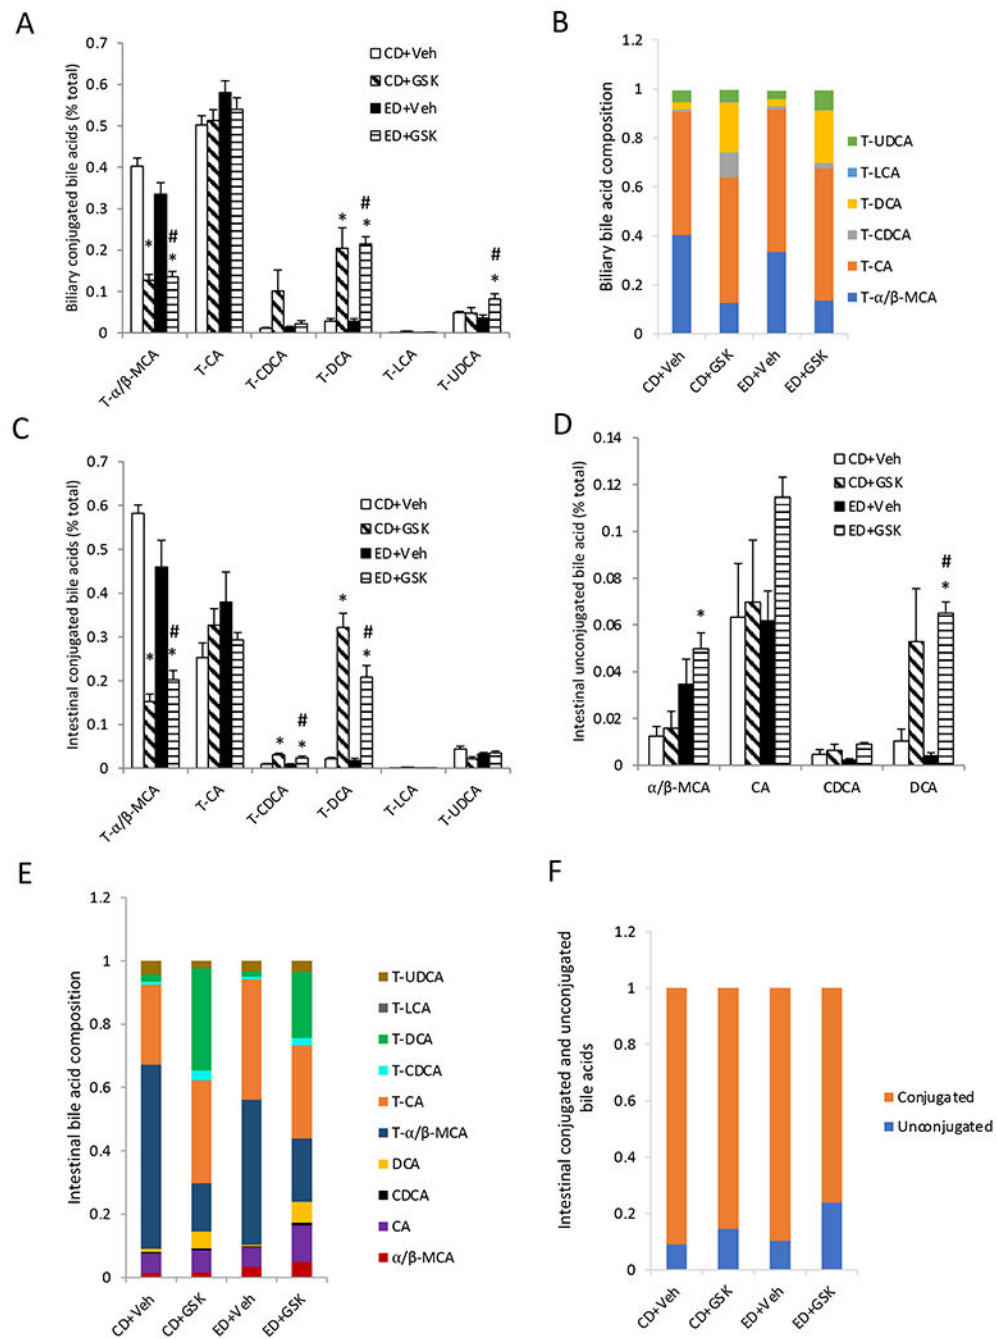 A
Biliary conjugated bile acids (% total)
0.7
0.6
0.5
0.4
0.3
0.2
0.1
0
CD+Veh
CD+GSK
ED+Veh
ED+GSK
*
#
*
*
#
*
#
*
T-α/β-MCA
T-CA
T-CDCA
T-DCA
T-LCA
T-UDCA
B
Biliary bile acid composition
1.2
1
0.8
0.6
0.4
0.2
0
CD+Veh
CD+GSK
ED+Veh
ED+GSK
T-UDCA
T-LCA
T-DCA
T-CDCA
T-CA
T-α/β-MCA
C
Intestinal conjugated bile acids (% total)
0.7
0.6
0.5
0.4
0.3
0.2
0.1
0
CD+Veh
CD+GSK
ED+Veh
ED+GSK
*
#
*
*
#
*
*
#
*
T-α/β-MCA
T-CA
T-CDCA
T-DCA
T-LCA
T-UDCA
D
Intestinal unconjugated bile acid (% total)
0.14
0.12
0.1
0.08
0.06
0.04
0.02
0
CD+Veh
CD+GSK
ED+Veh
ED+GSK
*
#
*
α/β-MCA
CA
CDCA
DCA
E
Intestinal bile acid composition
1.2
1
0.8
0.6
0.4
0.2
0
CD+Veh
CD+GSK
ED+Veh
ED+GSK
T-UDCA
T-LCA
T-DCA
T-CDCA
T-CA
T-α/β-MCA
DCA
CDCA
CA
α/β-MCA
F
Intestinal conjugated and unconjugated
bile acids
1.2
1
0.8
0.6
0.4
0.2
0
CD+Veh
CD+GSK
ED+Veh
ED+GSK
Conjugated
Unconjugated